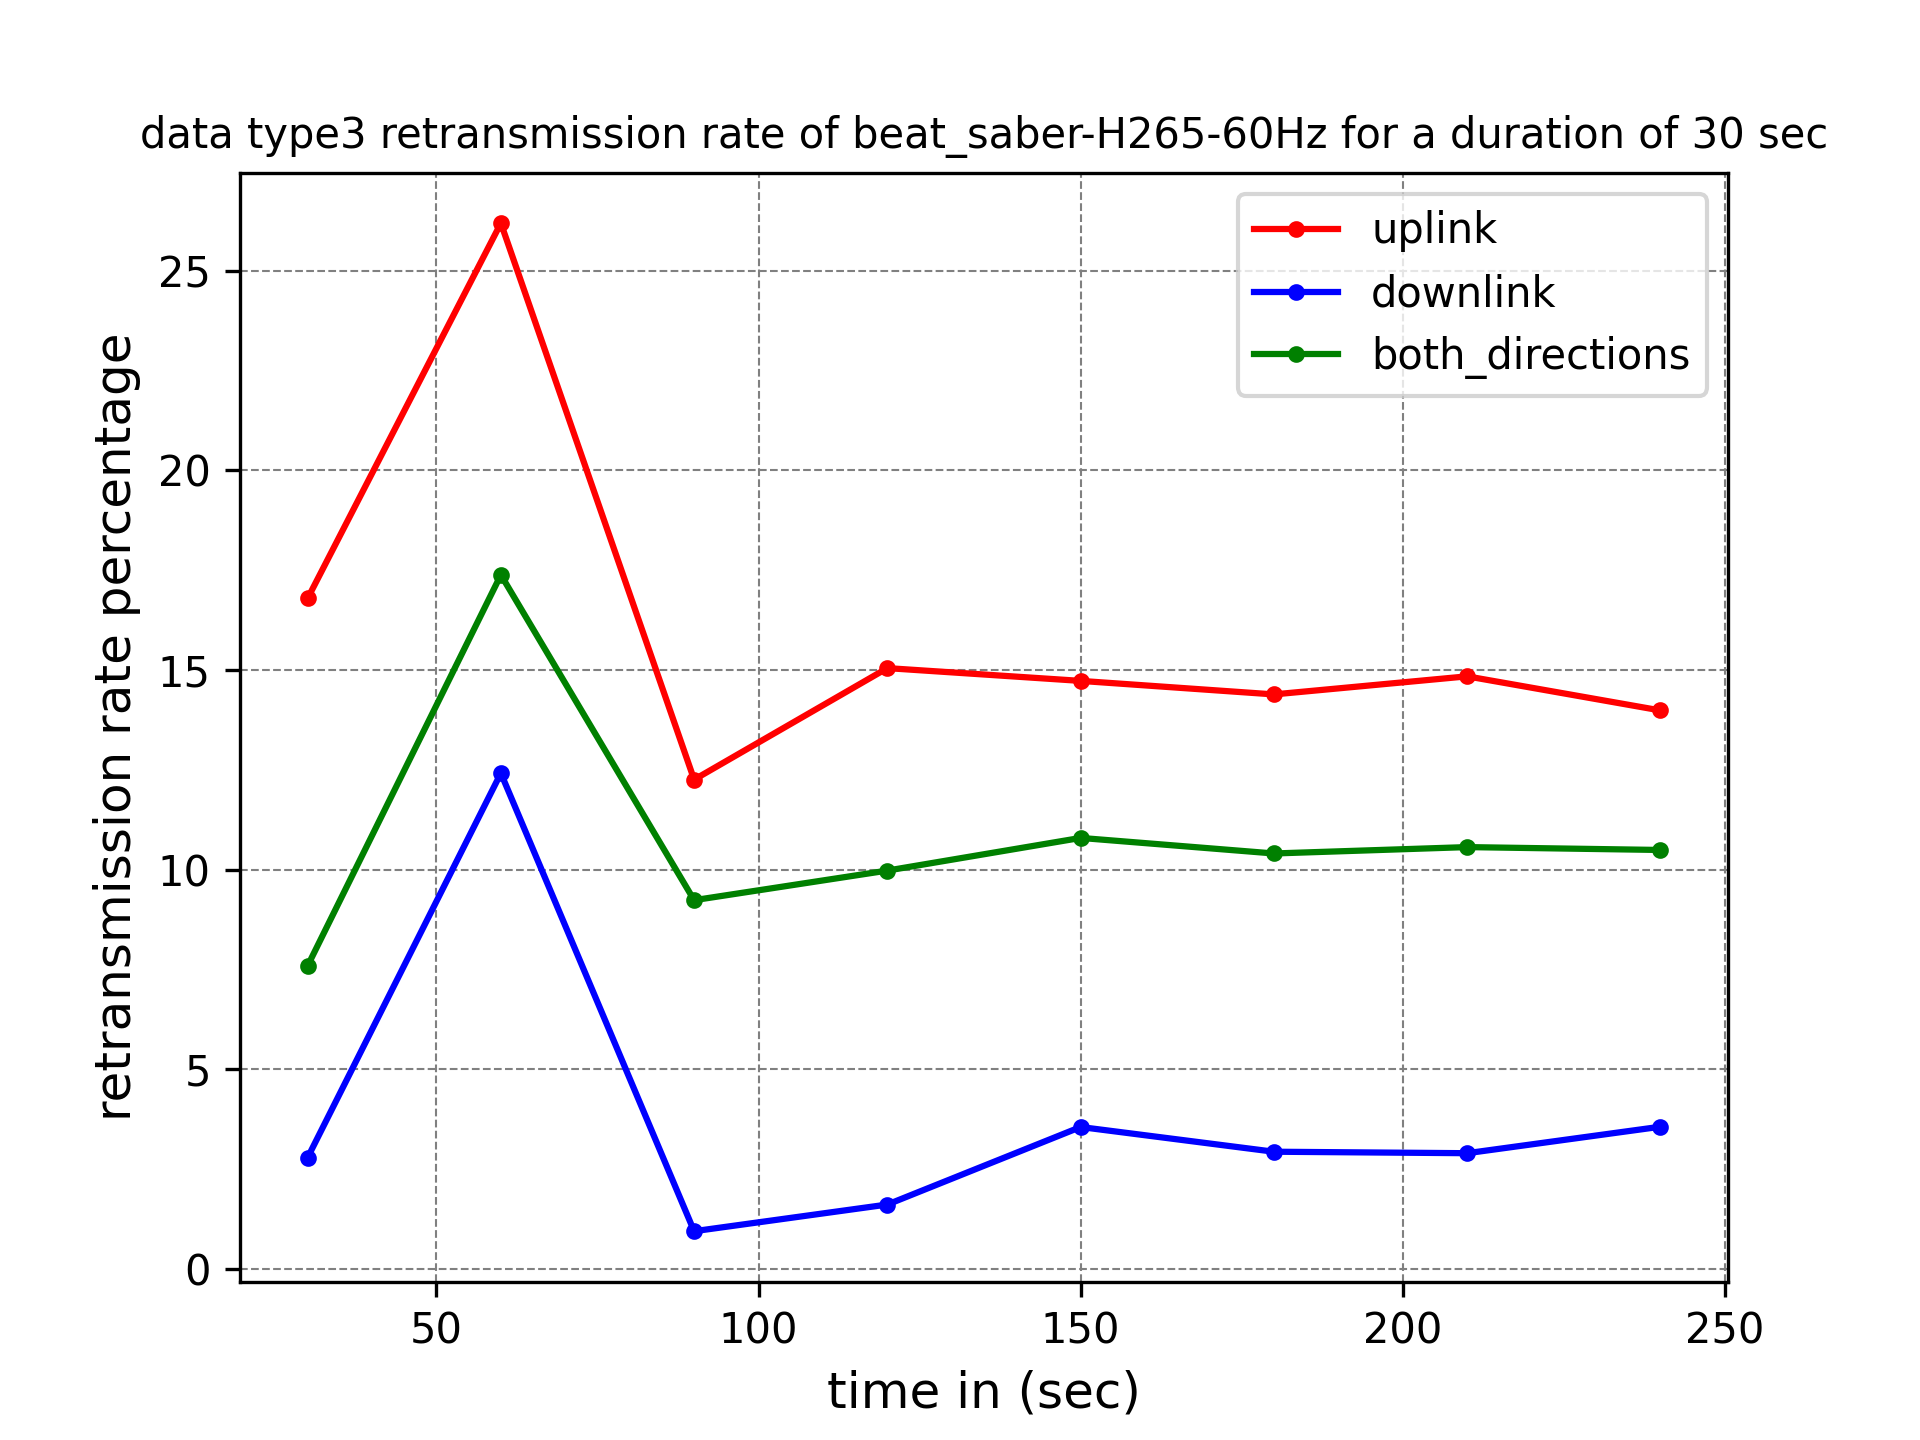 data type3 retransmission rate of beat_saber-H265-60Hz for a duration of 30 sec
uplink
downlink
both_directions
retransmission rate percentage
25
20
15
10
5
0
50 100 150 200 250
time in (sec)